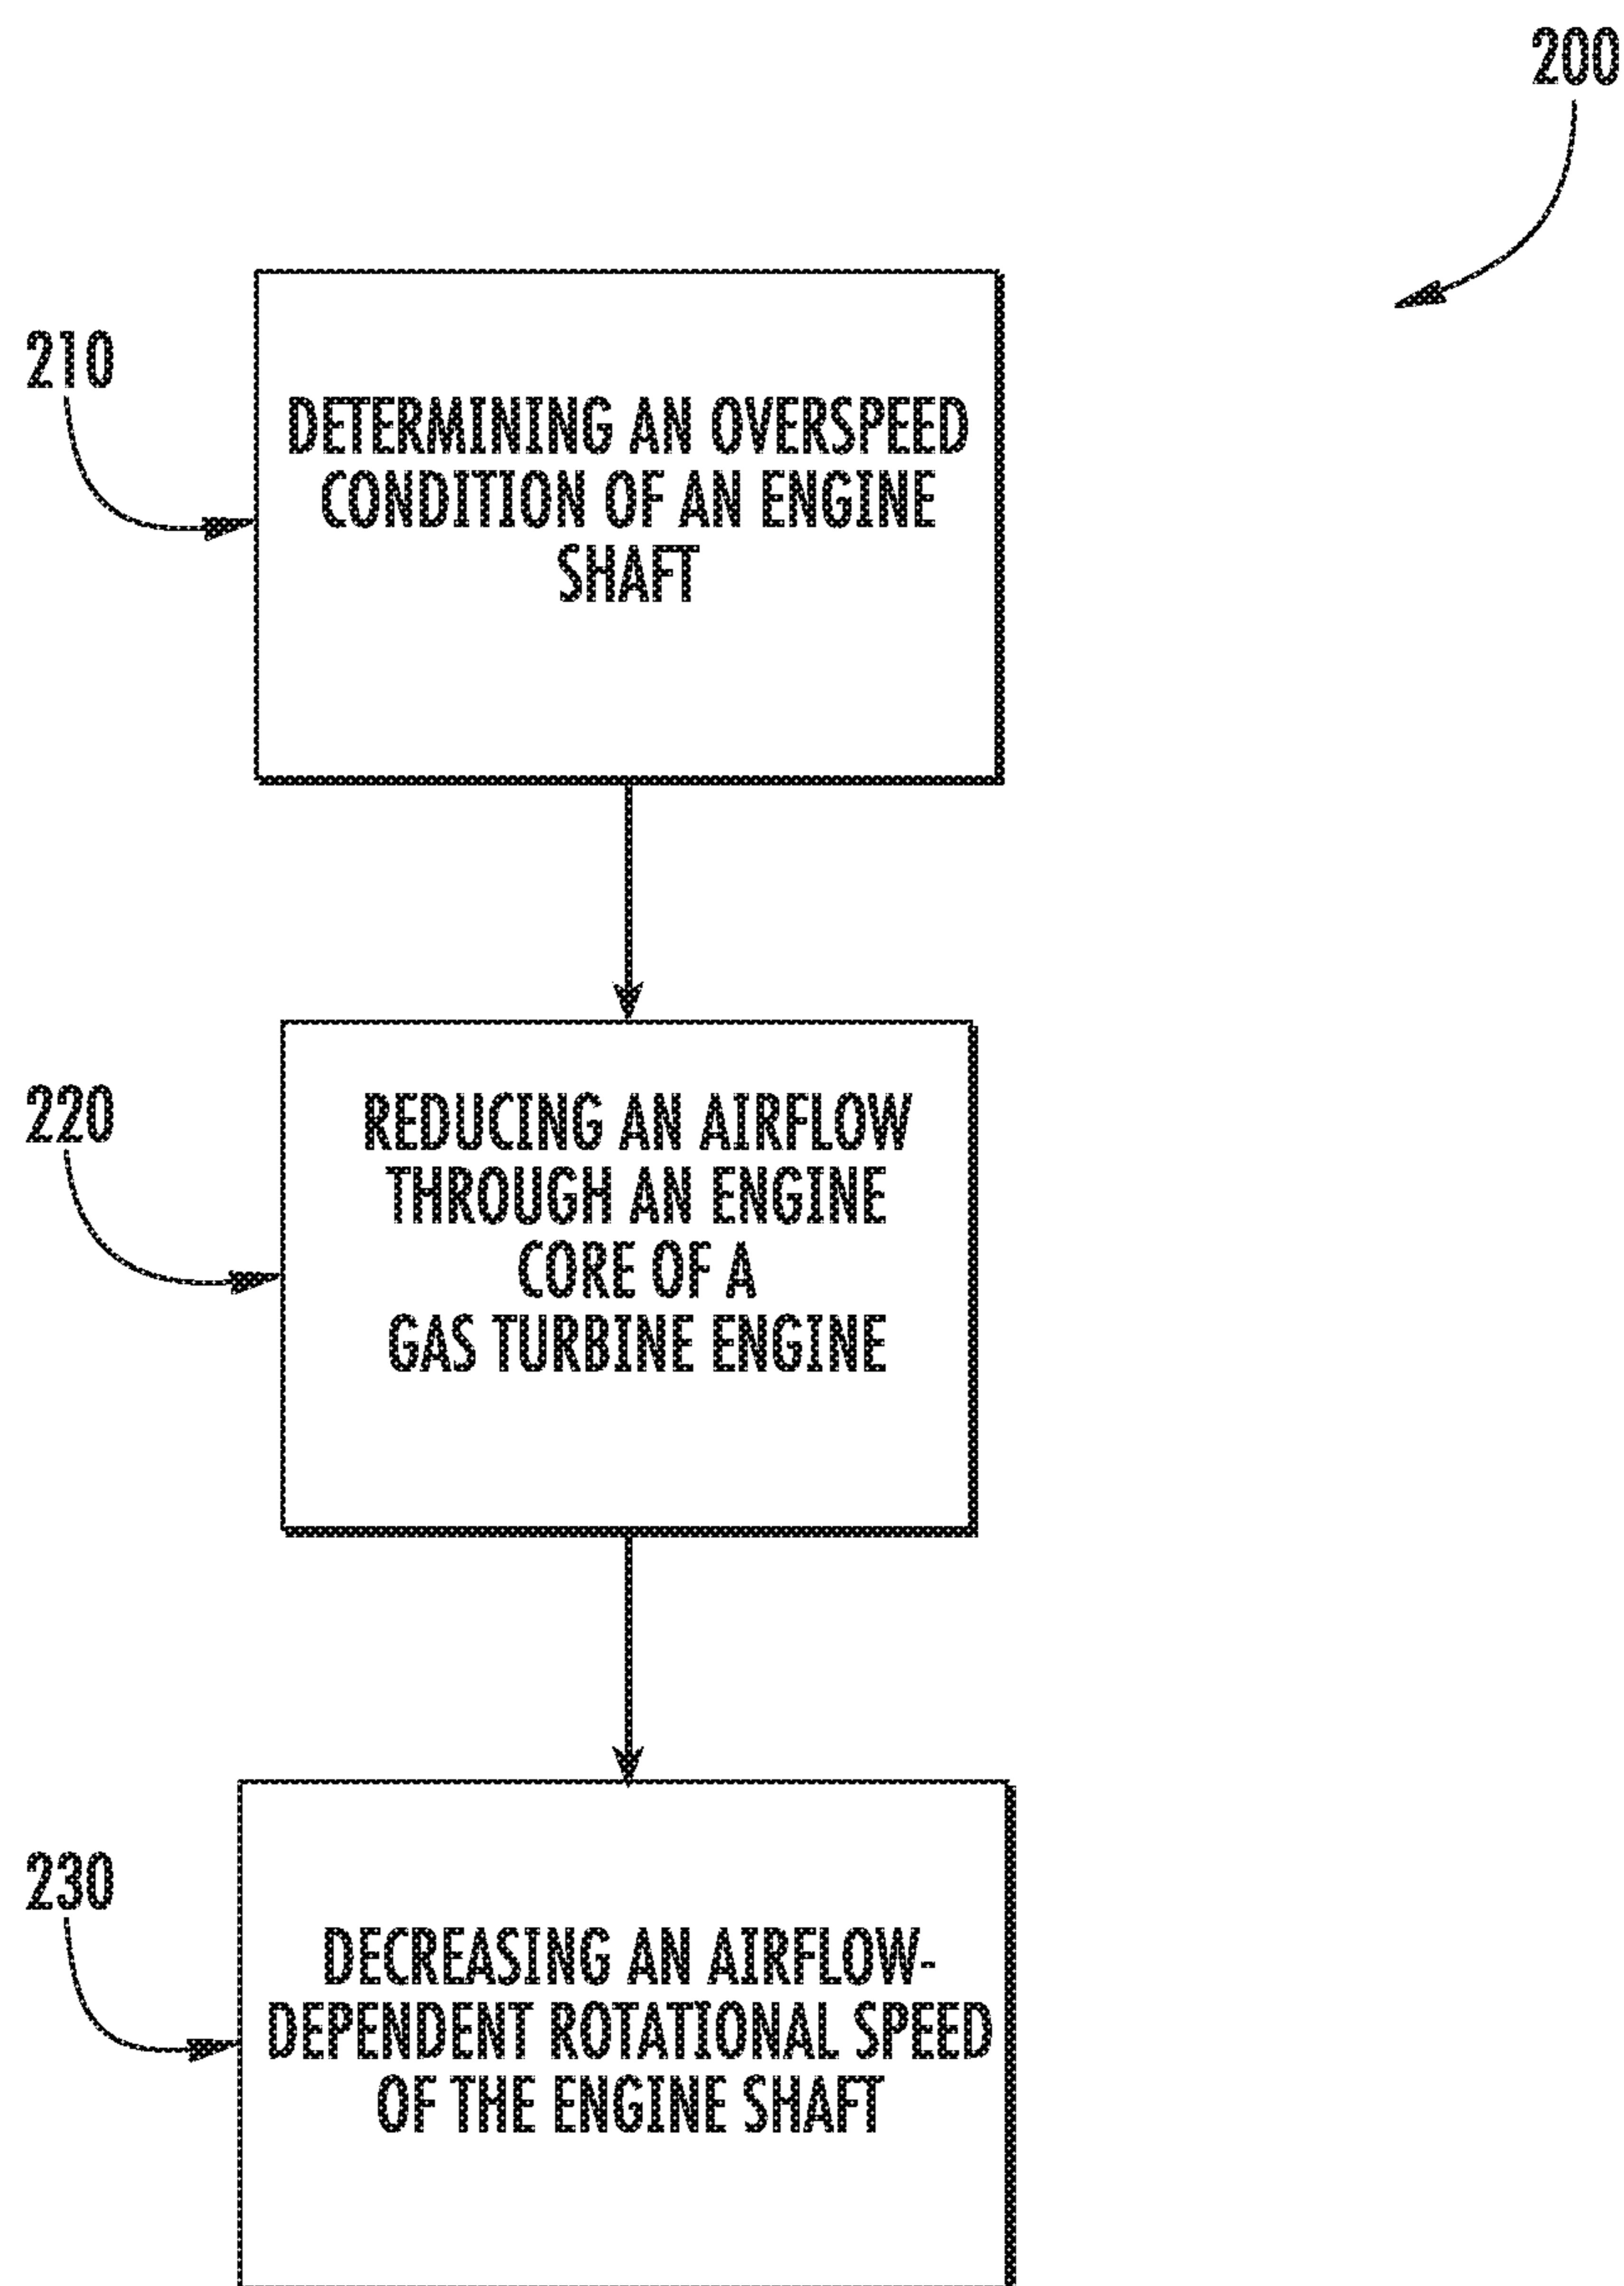 200
210
DETERMINING AN OVERSPEED
CONDITION OF AN ENGINE
SHAFT
220
REDUCING AN AIRFLOW
THROUGH AN ENGINE
CORE OF A
GAS TURBINE ENGINE
230
DECREASING AN AIRFLOW-
DEPENDENT ROTATIONAL SPEED
OF THE ENGINE SHAFT